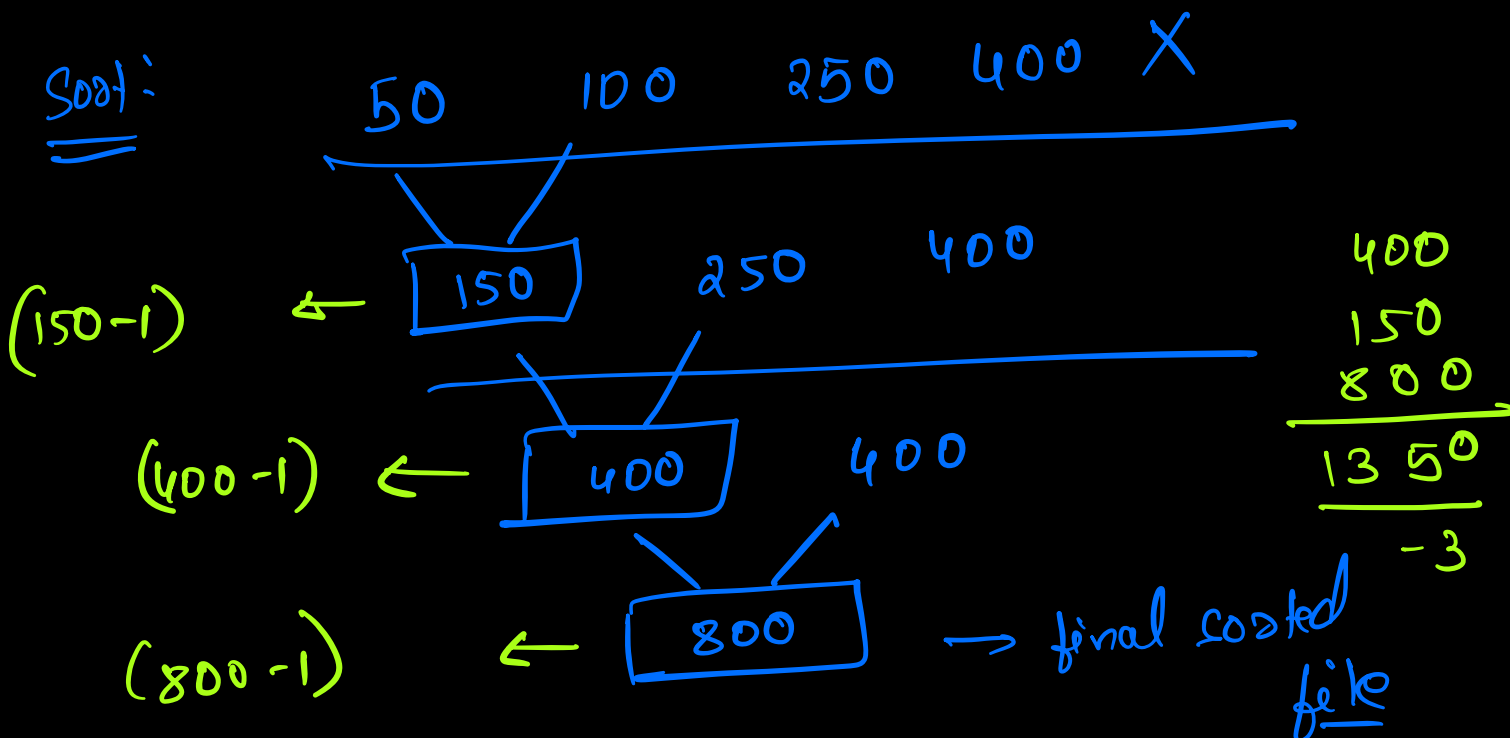 Sort:
50 100 250 400 X
150 250 400
(150-1) ←
400 400
(400-1) ←
800 → final sorted file
(800-1) ←
400
150
800
1350
-3